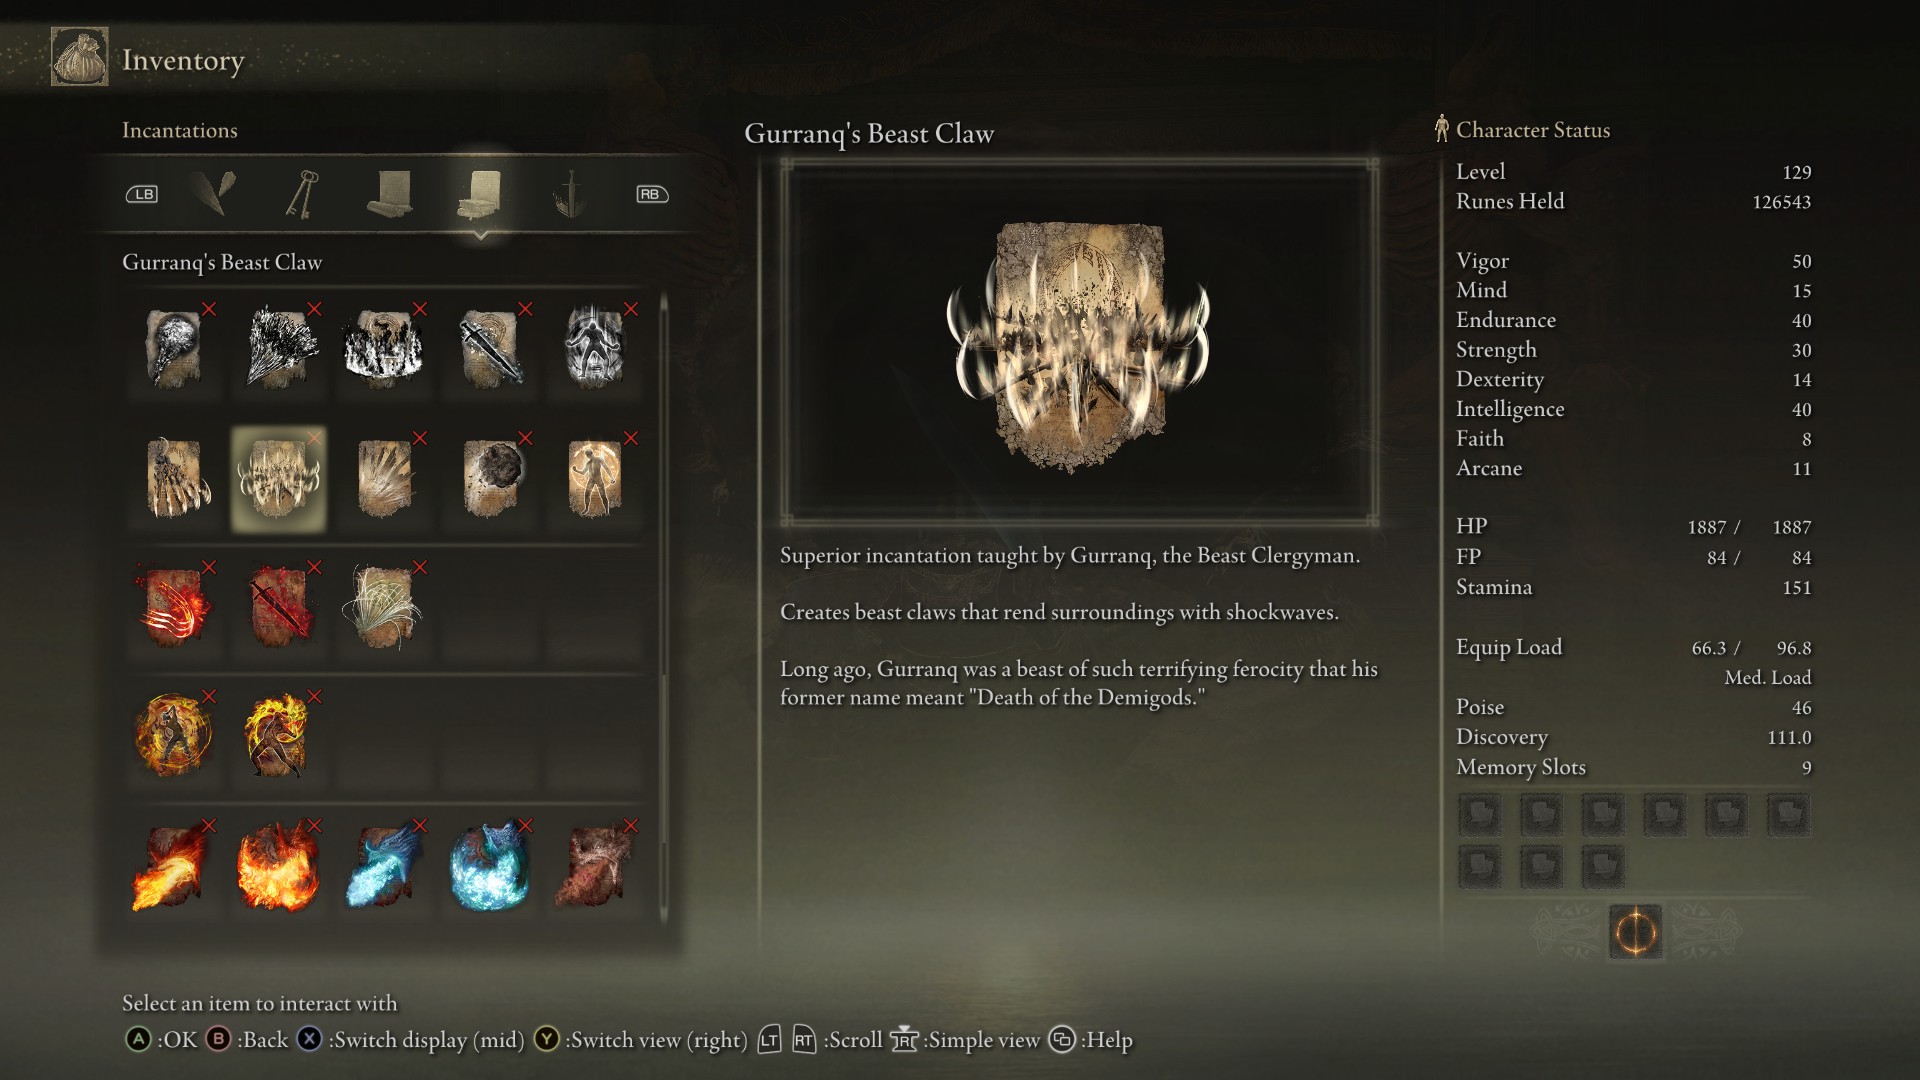 Inventory
Incantations
LB
RB
Gurranq's Beast Claw
Gurranq's Beast Claw
Superior incantation taught by Gurranq, the Beast Clergyman.
Creates beast claws that rend surroundings with shockwaves.
Long ago, Gurranq was a beast of such terrifying ferocity that his
former name meant "Death of the Demigods."
Character Status
Level 129
Runes Held 126543
Vigor 50
Mind 15
Endurance 40
Strength 30
Dexterity 14
Intelligence 40
Faith 8
Arcane 11
HP 1887 / 1887
FP 84 / 84
Stamina 151
Equip Load 66.3 / 96.8
Med. Load
Poise 46
Discovery 111.0
Memory Slots 9
Select an item to interact with
A :OK B :Back X :Switch display (mid) Y :Switch view (right) LT RT :Scroll R :Simple view :Help